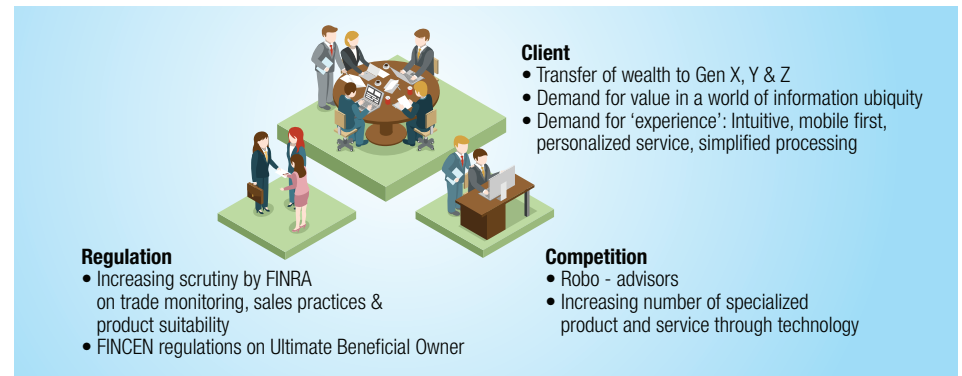 Client
• Transfer of wealth to Gen X, Y & Z
• Demand for value in a world of information ubiquity
• Demand for ‘experience’: Intuitive, mobile first,
personalized service, simplified processing
Regulation
• Increasing scrutiny by FINRA
on trade monitoring, sales practices &
product suitability
• FINCEN regulations on Ultimate Beneficial Owner
Competition
• Robo - advisors
• Increasing number of specialized
product and service through technology